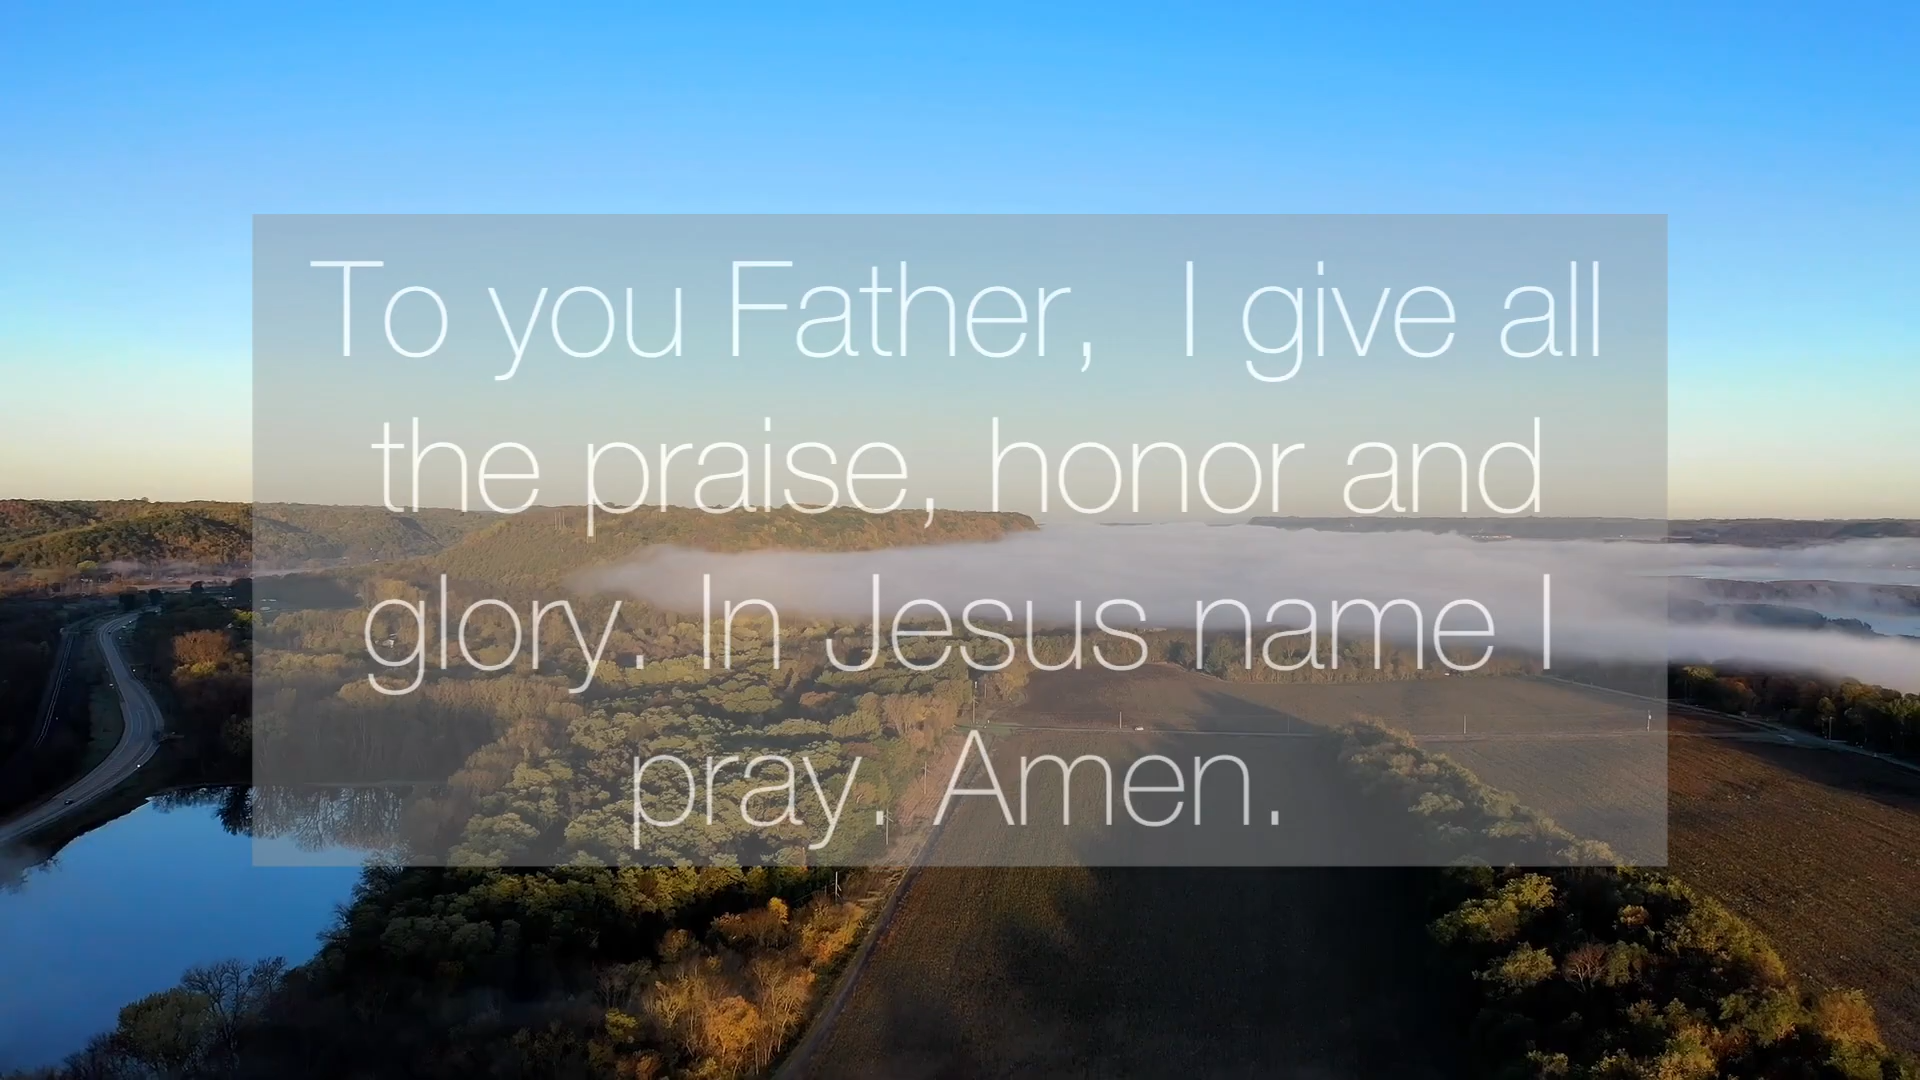 To you Father,  I give all
the praise, honor and
glory. In Jesus name I
pray.  Amen.